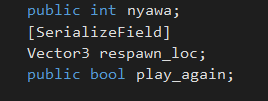 public int nyawa;
[SerializeField]
Vector3 respawn_loc;
public bool play_again;